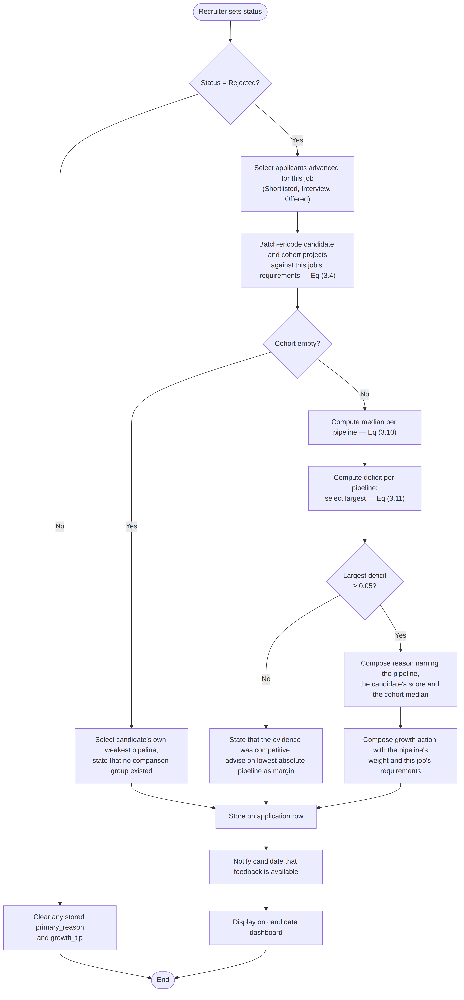 Recruiter sets status
Status = Rejected?
Yes
Select applicants advanced
for this job
(Shortlisted, Interview,
Offered)
Batch-encode candidate
and cohort projects
against this job's
requirements — Eq (3.4)
Cohort empty?
No
Compute median per
pipeline — Eq (3.10)
Compute deficit per
pipeline;
select largest — Eq (3.11)
No
Yes
Largest deficit
≥ 0.05?
Yes
No
Compose reason naming
the pipeline,
the candidate's score and
the cohort median
Select candidate's own
weakest pipeline;
state that no comparison
group existed
State that the evidence
was competitive;
advise on lowest absolute
pipeline as margin
Compose growth action
with the pipeline's
weight and this job's
requirements
Store on application row
Notify candidate that
feedback is available
Clear any stored
primary_reason
and growth_tip
Display on candidate
dashboard
End